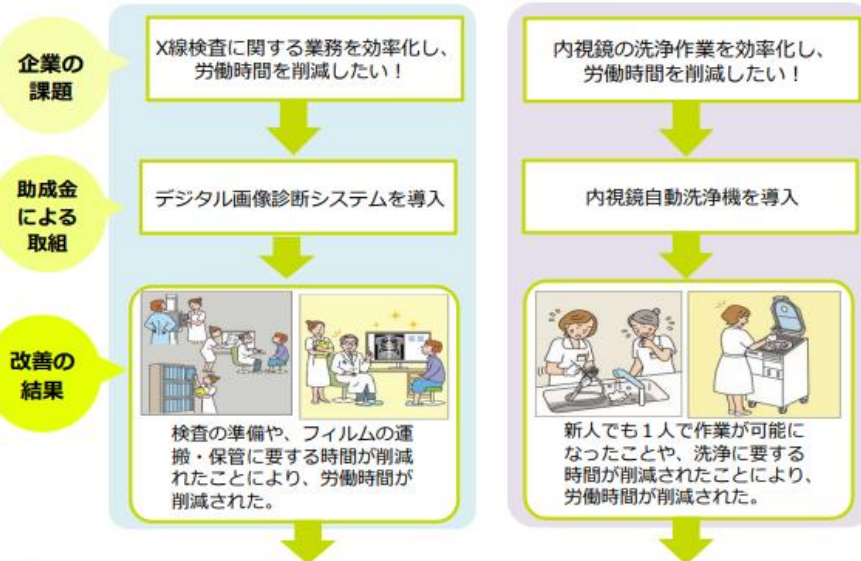 企業の
課題
X線検査に関する業務を効率化し、
労働時間を削減したい！
内視鏡の洗浄作業を効率化し、
労働時間を削減したい！
助成金
による
取組
デジタル画像診断システムを導入
内視鏡自動洗浄機を導入
改善の
結果
検査の準備や、フィルムの運
搬・保管に要する時間が削減
されたことにより、労働時間が
削減された。
新人でも１人で作業が可能に
なったことや、洗浄に要する
時間が削減されたことにより、
労働時間が削減された。